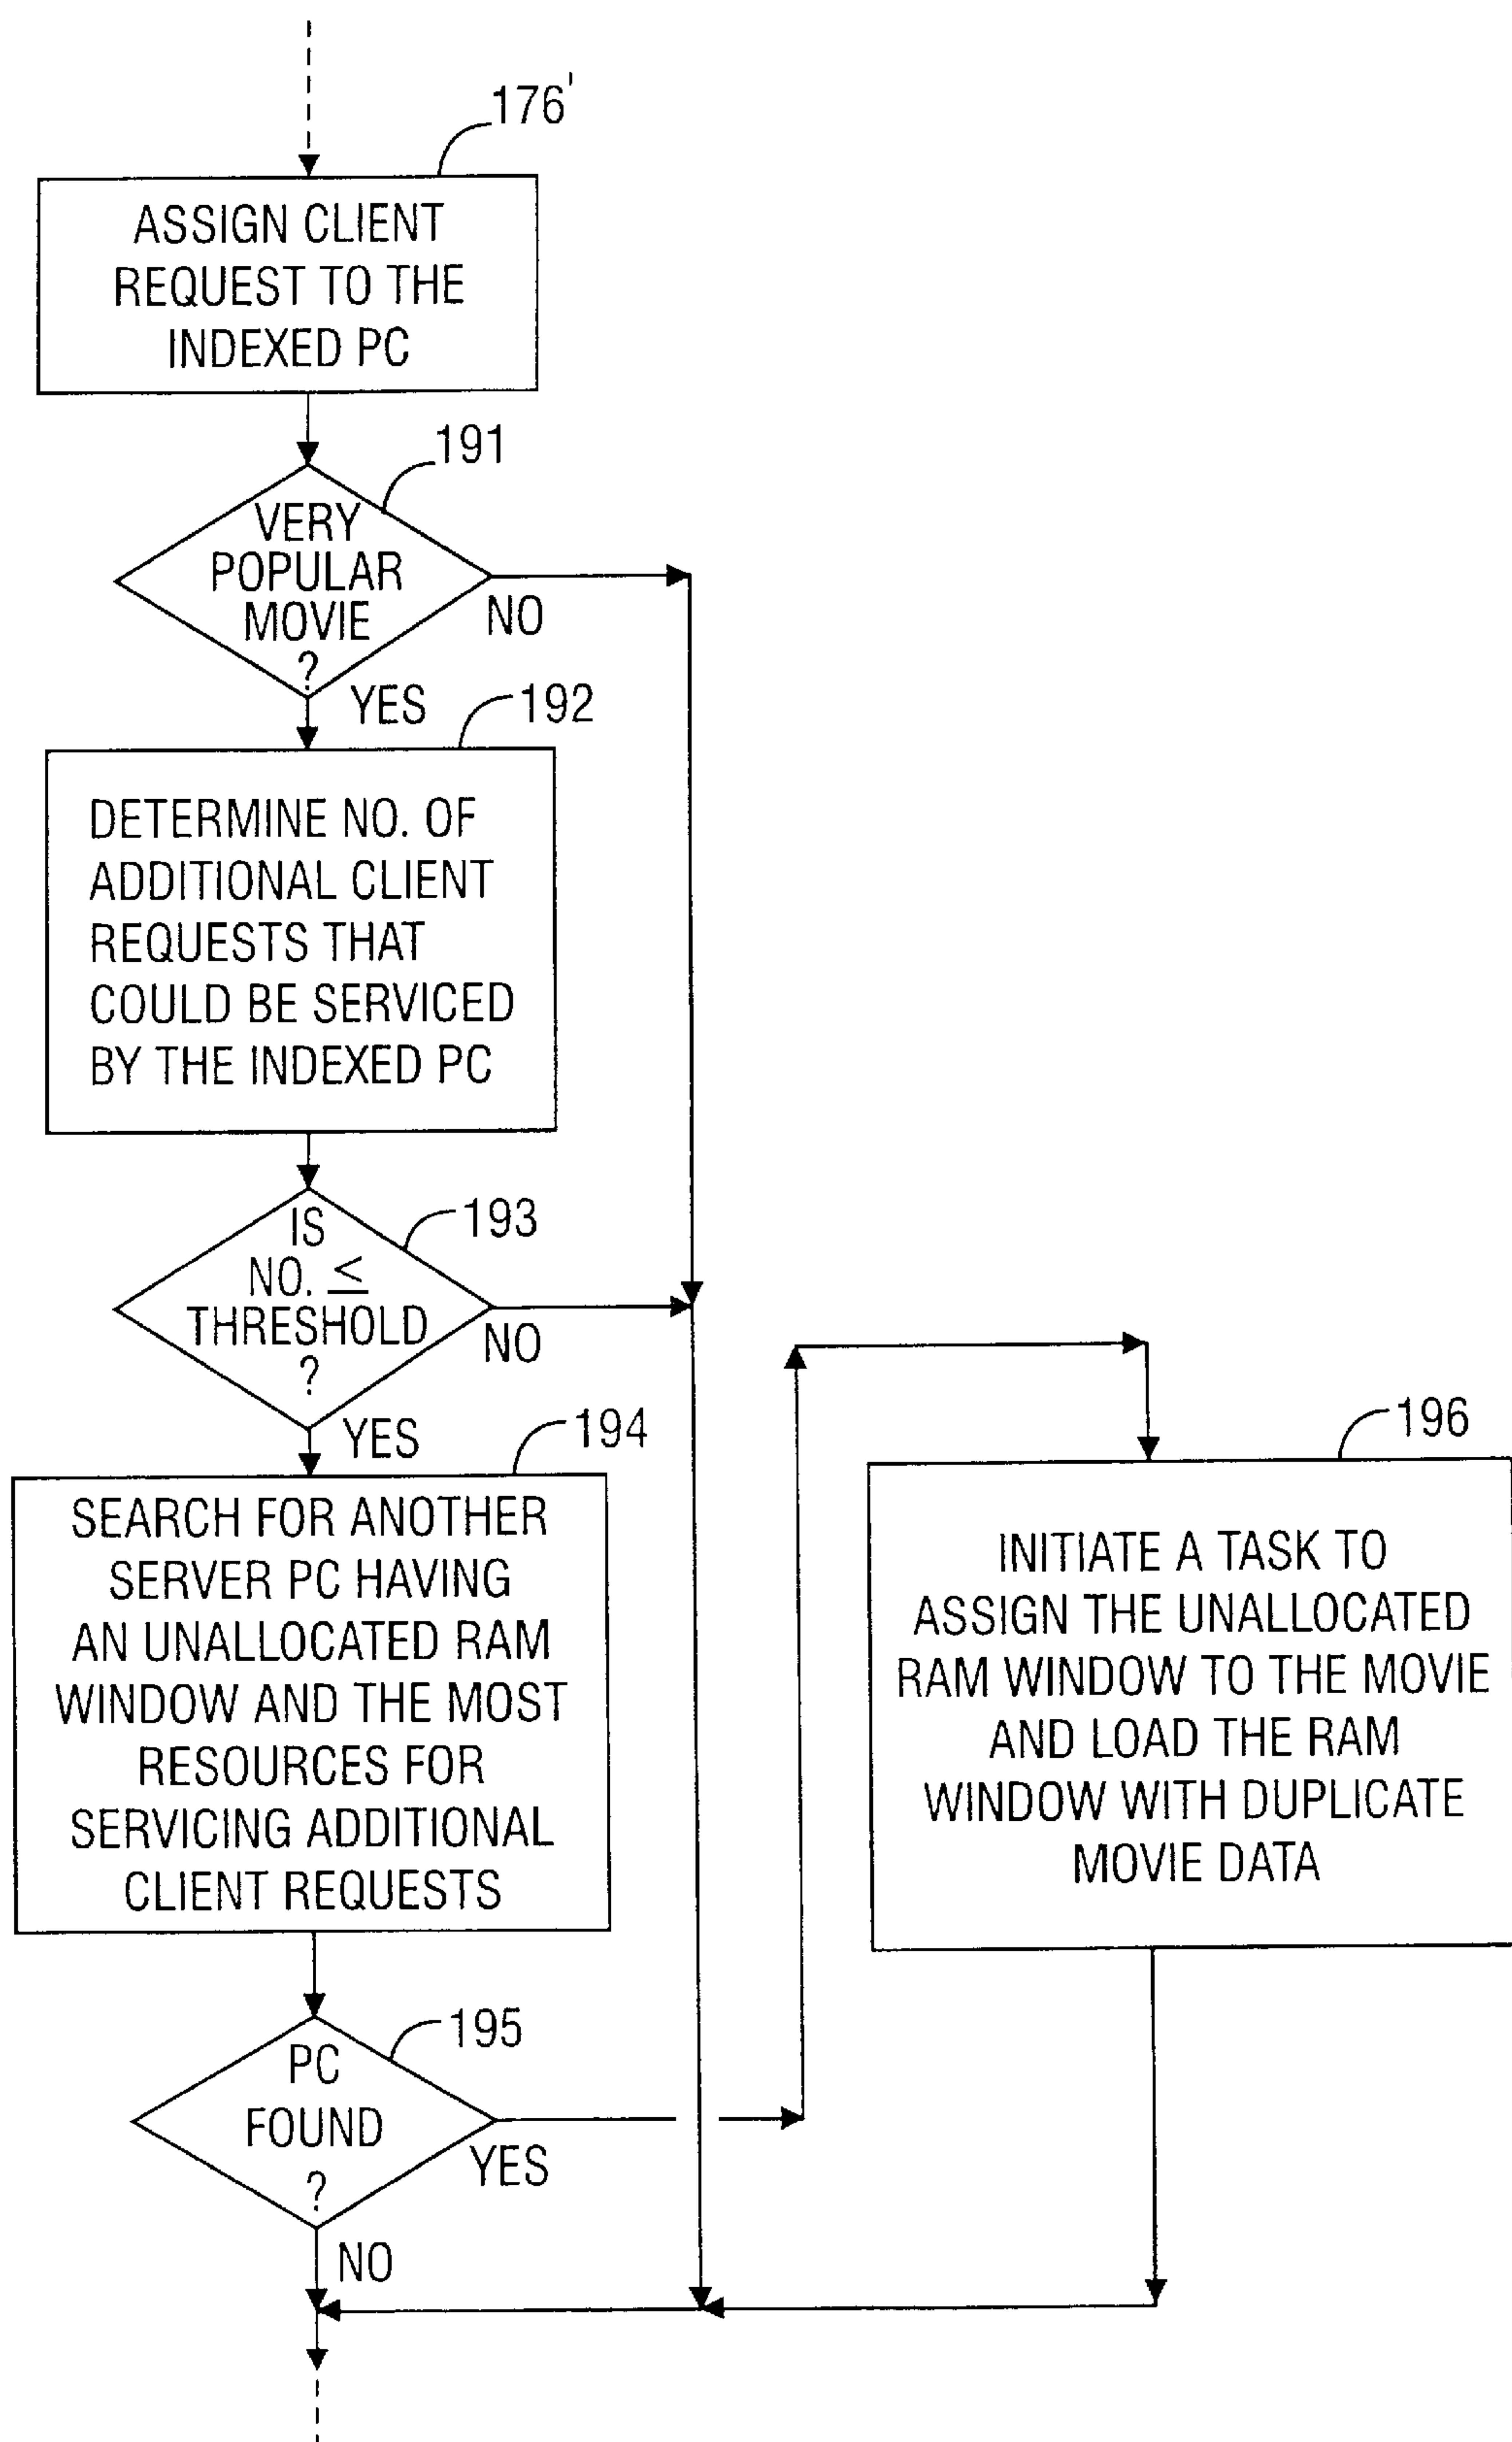 176'
ASSIGN CLIENT
REQUEST TO THE
INDEXED PC
191
VERY
POPULAR
MOVIE
?
NO
YES
192
DETERMINE NO. OF
ADDITIONAL CLIENT
REQUESTS THAT
COULD BE SERVICED
BY THE INDEXED PC
193
IS
NO. ≤
THRESHOLD
?
NO
YES
194
SEARCH FOR ANOTHER
SERVER PC HAVING
AN UNALLOCATED RAM
WINDOW AND THE MOST
RESOURCES FOR
SERVICING ADDITIONAL
CLIENT REQUESTS
195
PC
FOUND
?
YES
NO
196
INITIATE A TASK TO
ASSIGN THE UNALLOCATED
RAM WINDOW TO THE MOVIE
AND LOAD THE RAM
WINDOW WITH DUPLICATE
MOVIE DATA